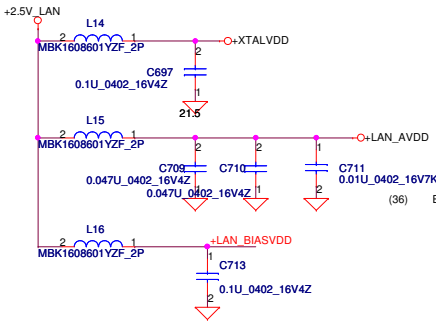 +2.5V_LAN
L14
2 1
MBK1608601YZF_2P
+XTALVDD
2
C697
0.1U_0402_16V4Z
1
21.5
L15
2 1
MBK1608601YZF_2P
+LAN_AVDD
2 2 1
C709 C710 C711
0.047U_0402_16V4Z 0.01U_0402_16V7K
1 1 2
0.047U_0402_16V4Z
(36) E
L16
2 1
MBK1608601YZF_2P
+LAN_BIASVDD
1
C713
0.1U_0402_16V4Z
2